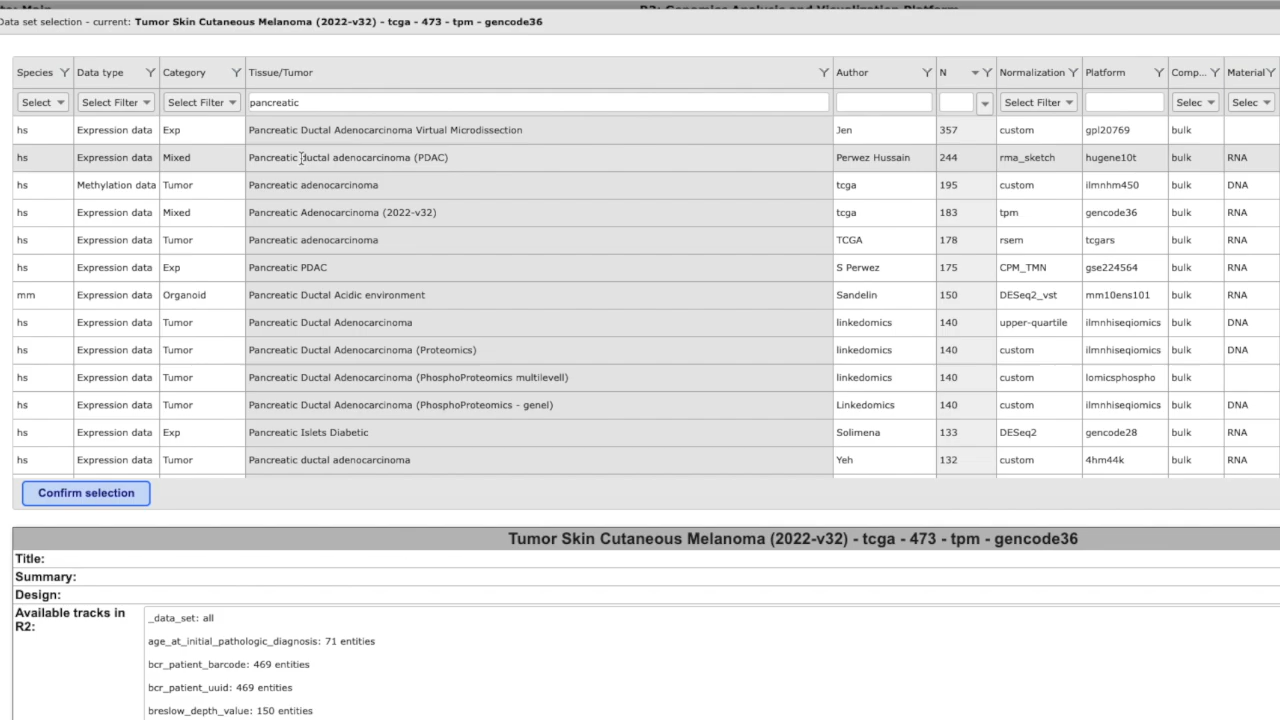 Data set selection - current: Tumor Skin Cutaneous Melanoma (2022-v32) - tcga - 473 - tpm - gencode36
Species Data type Category Tissue/Tumor Author N Normalization Platform Comp... Material
Select Select Filter Select Filter pancreatic Select Filter Selec Selec
hs Expression data Exp Pancreatic Ductal Adenocarcinoma Virtual Microdissection Jen 357 custom gpl20769 bulk
hs Expression data Mixed Pancreatic ductal adenocarcinoma (PDAC) Perwez Hussain 244 rma_sketch hugene10t bulk RNA
hs Methylation data Tumor Pancreatic adenocarcinoma tcga 195 custom ilmnhm450 bulk DNA
hs Expression data Mixed Pancreatic Adenocarcinoma (2022-v32) tcga 183 tpm gencode36 bulk RNA
hs Expression data Tumor Pancreatic adenocarcinoma TCGA 178 rsem tcgars bulk RNA
hs Expression data Exp Pancreatic PDAC S Perwez 175 CPM_TMN gse224564 bulk RNA
mm Expression data Organoid Pancreatic Ductal Acidic environment Sandelin 150 DESeq2_vst mm10ens101 bulk RNA
hs Expression data Tumor Pancreatic Ductal Adenocarcinoma linkedomics 140 upper-quartile ilmnhiseqiomics bulk DNA
hs Expression data Tumor Pancreatic Ductal Adenocarcinoma (Proteomics) linkedomics 140 custom ilmnhiseqiomics bulk DNA
hs Expression data Tumor Pancreatic Ductal Adenocarcinoma (PhosphoProteomics multilevell) linkedomics 140 custom lomicsphospho bulk
hs Expression data Tumor Pancreatic Ductal Adenocarcinoma (PhosphoProteomics - genel) Linkedomics 140 custom ilmnhiseqiomics bulk DNA
hs Expression data Exp Pancreatic Islets Diabetic Solimena 133 DESeq2 gencode28 bulk RNA
hs Expression data Tumor Pancreatic ductal adenocarcinoma Yeh 132 custom 4hm44k bulk RNA
Confirm selection
Tumor Skin Cutaneous Melanoma (2022-v32) - tcga - 473 - tpm - gencode36
Title:
Summary:
Design:
Available tracks in
R2:
_data_set: all
age_at_initial_pathologic_diagnosis: 71 entities
bcr_patient_barcode: 469 entities
bcr_patient_uuid: 469 entities
breslow_depth_value: 150 entities